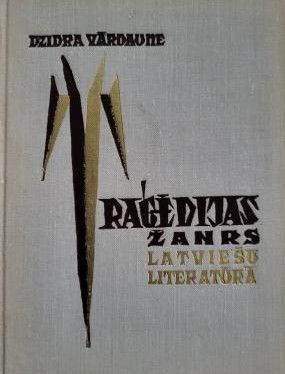 DZIDRA VĀRDAUNE
TRAĢĒDIJAS
ŽANRS
LATVIEŠU
LITERATŪRĀ